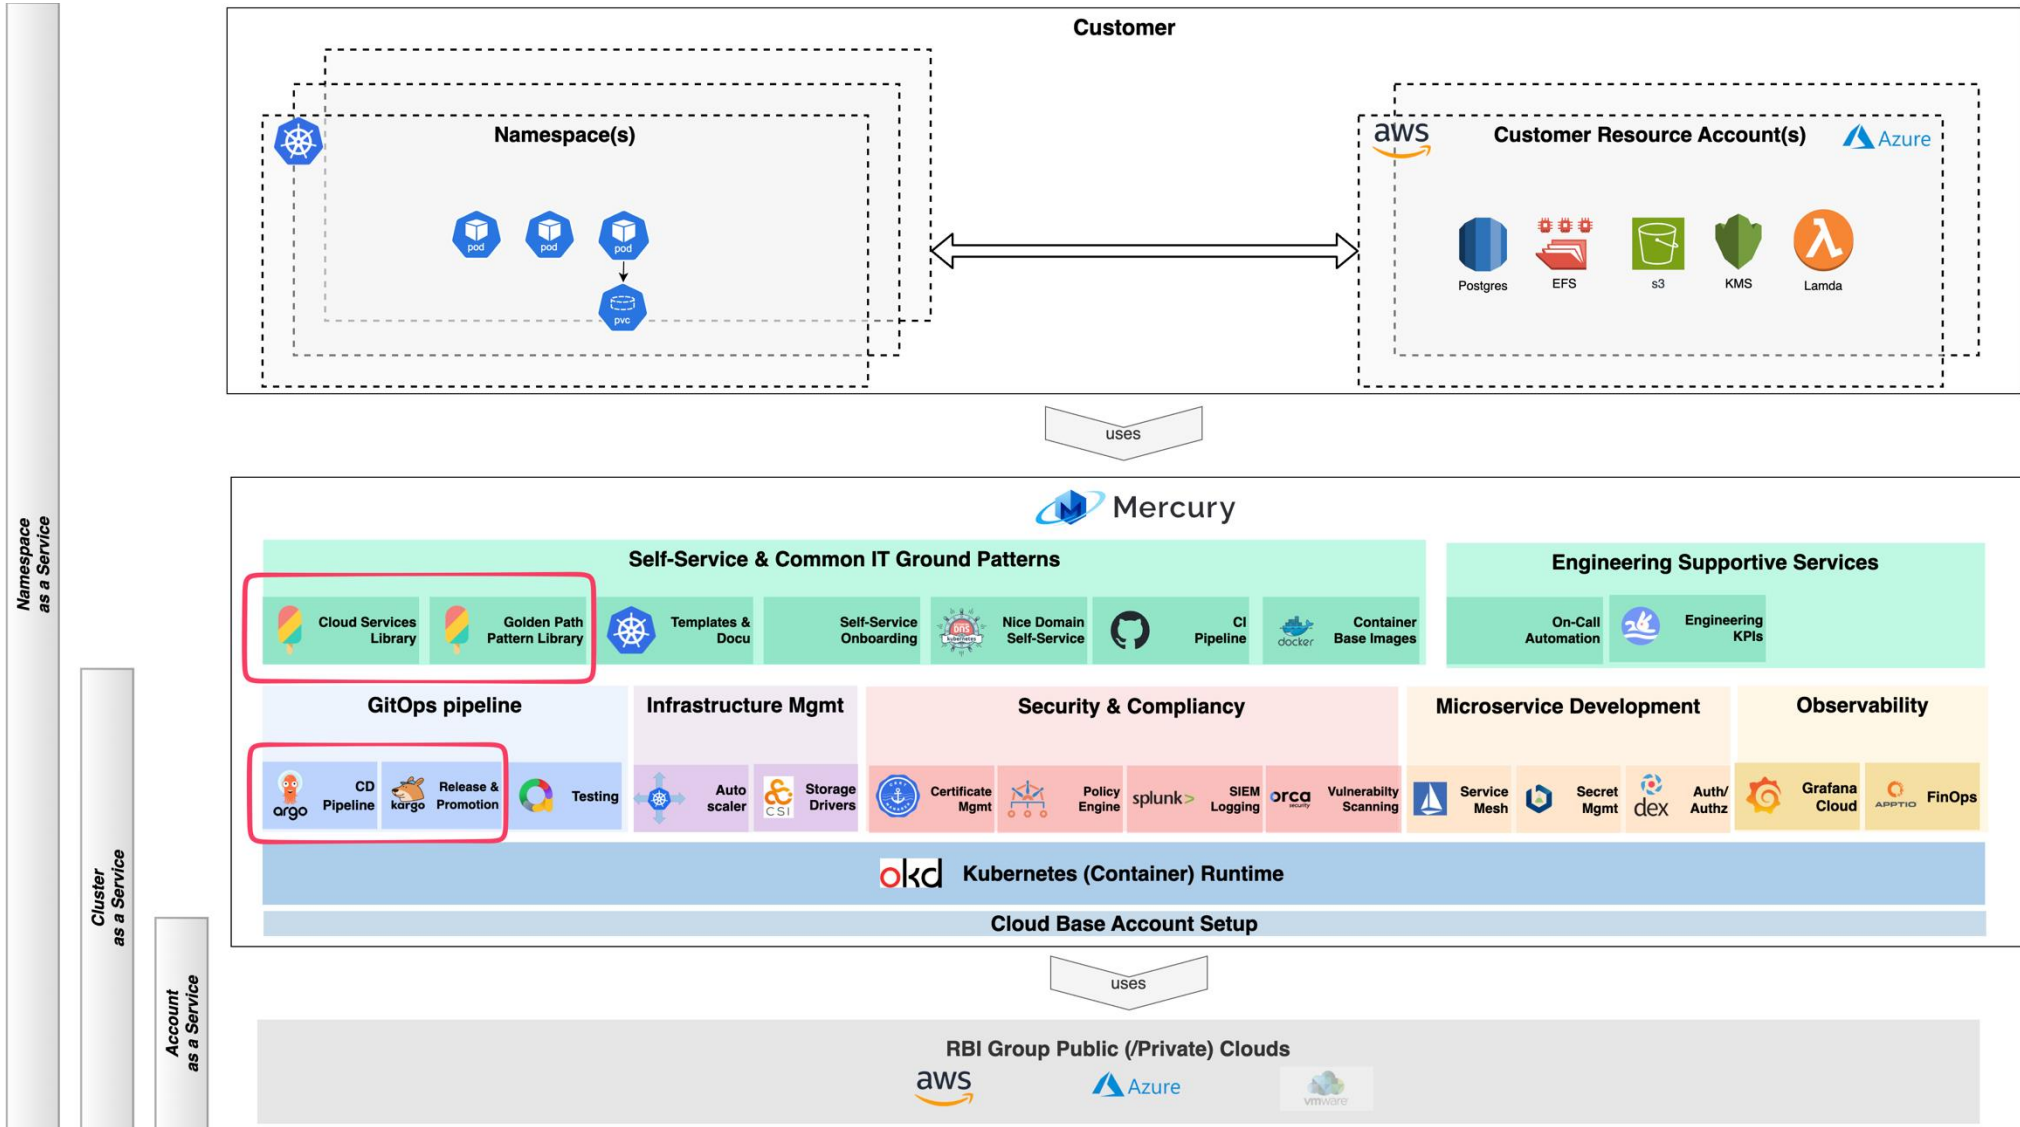 Customer
Namespace(s)
pod
pod
pod
pvc
aws
Customer Resource Account(s)
Azure
Postgres
EFS
s3
KMS
Lamda
uses
Mercury
Self-Service & Common IT Ground Patterns
Cloud Services
Library
Golden Path
Pattern Library
Templates &
Docu
Self-Service
Onboarding
DNS
kubernetes
Nice Domain
Self-Service
CI
Pipeline
docker
Container
Base Images
Engineering Supportive Services
On-Call
Automation
Engineering
KPIs
GitOps pipeline
argo
CD
Pipeline
kargo
Release &
Promotion
Testing
Infrastructure Mgmt
Auto
scaler
CSI
Storage
Drivers
Security & Compliancy
Certificate
Mgmt
Policy
Engine
splunk>
SIEM
Logging
orca
security
Vulnerabilty
Scanning
Microservice Development
Service
Mesh
Secret
Mgmt
dex
Auth/
Authz
Observability
Grafana
Cloud
APPTIO
FinOps
okd
Kubernetes (Container) Runtime
Cloud Base Account Setup
uses
RBI Group Public (/Private) Clouds
aws
Azure
vmware
Namespace
as a Service
Cluster
as a Service
Account
as a Service